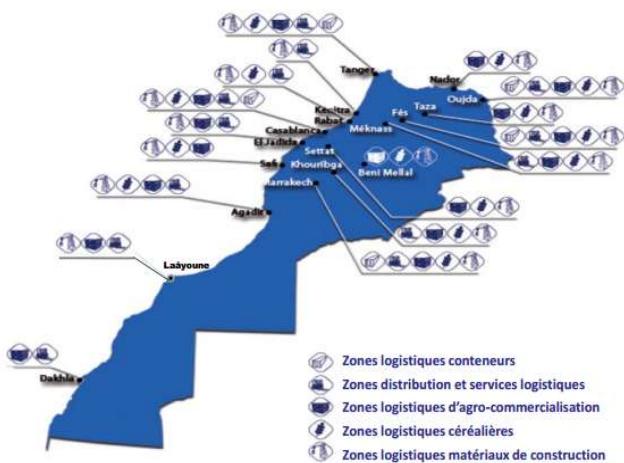 Tanger
Nador
Oujda
Kenitra
Rabat
Fés
Taza
Casablanca
Méknass
El Jadida
Settat
Safi
Khouribga
Beni Mellal
Marrakech
Agadir
Laâyoune
Dakhla
Zones logistiques conteneurs
Zones distribution et services logistiques
Zones logistiques d'agro-commercialisation
Zones logistiques céréalières
Zones logistiques matériaux de construction